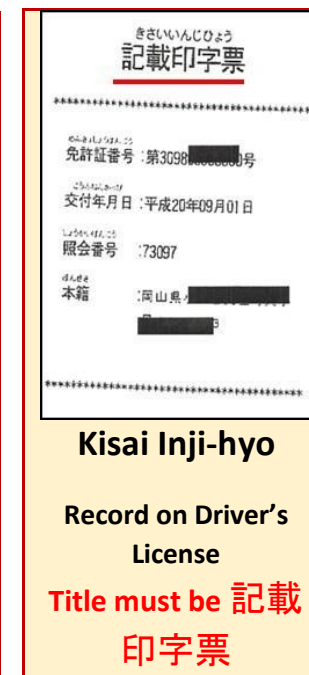 きさいいんじひょう
記載印字票
****************************************
めんきょしょうばんごう
免許証番号 :第3098 号
こうふねんがっぴ
交付年月日 :平成20年09月01日
しょうかいばんごう
照会番号 :73097
ほんせき
本籍 :岡山県
3
****************************************
Kisai Inji-hyo
Record on Driver's
License
Title must be 記載
印字票